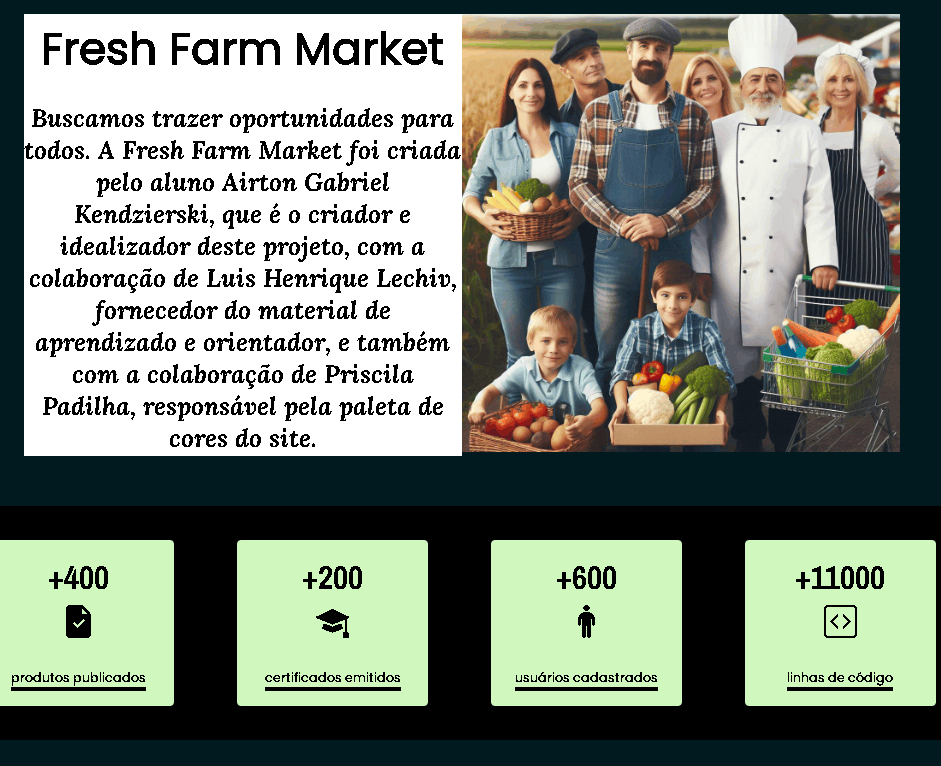 Fresh Farm Market
Buscamos trazer oportunidades para
todos. A Fresh Farm Market foi criada
pelo aluno Airton Gabriel
Kendzierski, que é o criador e
idealizador deste projeto, com a
colaboração de Luis Henrique Lechiv,
fornecedor do material de
aprendizado e orientador, e também
com a colaboração de Priscila
Padilha, responsável pela paleta de
cores do site.
+400
produtos publicados
+200
certificados emitidos
+600
usuários cadastrados
+11000
linhas de código